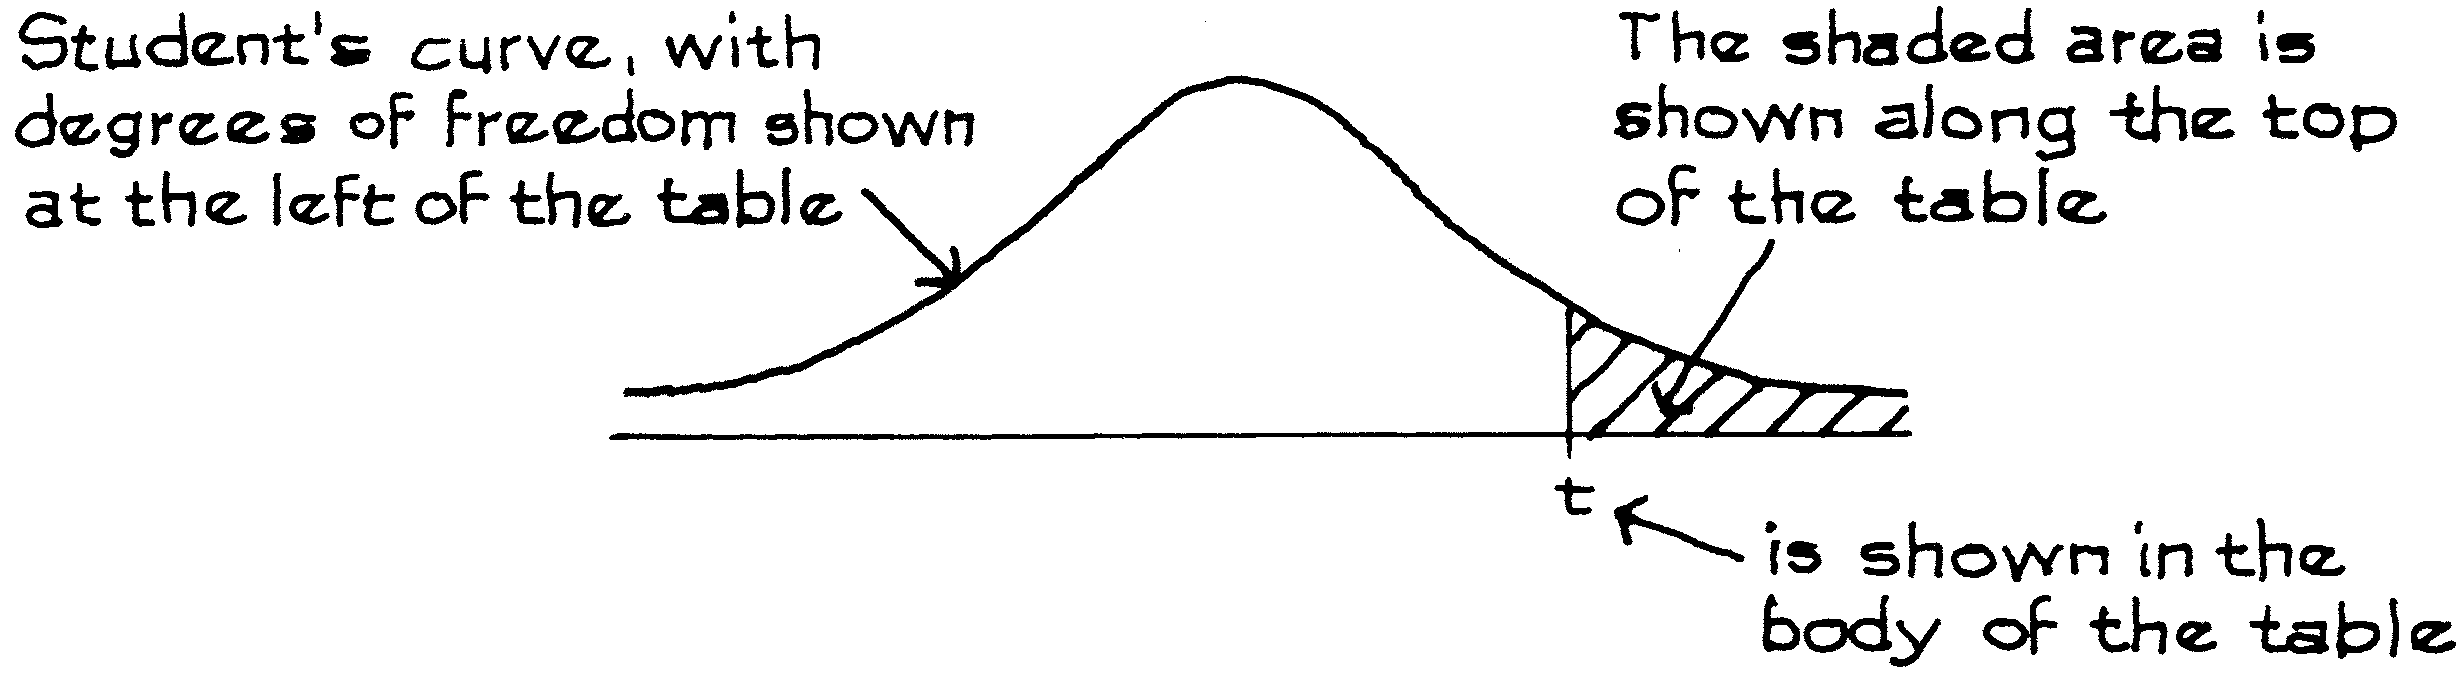 Student's curve, with
degrees of freedom shown
at the left of the table
The shaded area is
shown along the top
of the table
t
is shown in the
body of the table